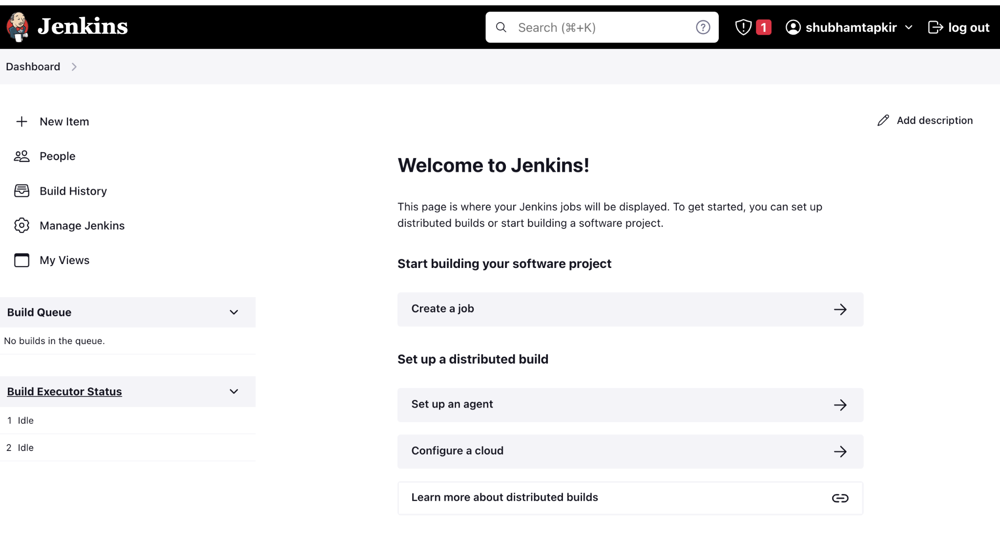 Jenkins
Search (⌘+K)
?
1
shubhamtapkir
log out
Dashboard
New Item
People
Build History
Manage Jenkins
My Views
Build Queue
No builds in the queue.
Build Executor Status
1 Idle
2 Idle
Add description
Welcome to Jenkins!
This page is where your Jenkins jobs will be displayed. To get started, you can set up
distributed builds or start building a software project.
Start building your software project
Create a job
Set up a distributed build
Set up an agent
Configure a cloud
Learn more about distributed builds